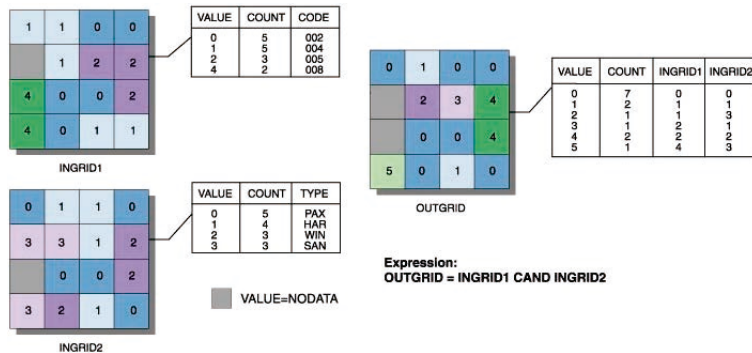 1 1 0 0
1 2 2
4 0 0 2
4 0 1 1
INGRID1
VALUE COUNT CODE
0 5 002
1 5 004
2 3 005
4 2 008
0 1 1 0
3 3 1 2
0 0 2
3 2 1 0
INGRID2
VALUE COUNT TYPE
0 5 PAX
1 4 HAR
2 3 WIN
3 3 SAN
VALUE=NODATA
0 1 0 0
2 3 4
0 0 4
5 0 1 0
OUTGRID
VALUE COUNT INGRID1 INGRID2
0 7 0 0
1 2 1 1
2 1 1 3
3 1 2 1
4 2 2 2
5 1 4 3
Expression:
OUTGRID = INGRID1 CAND INGRID2